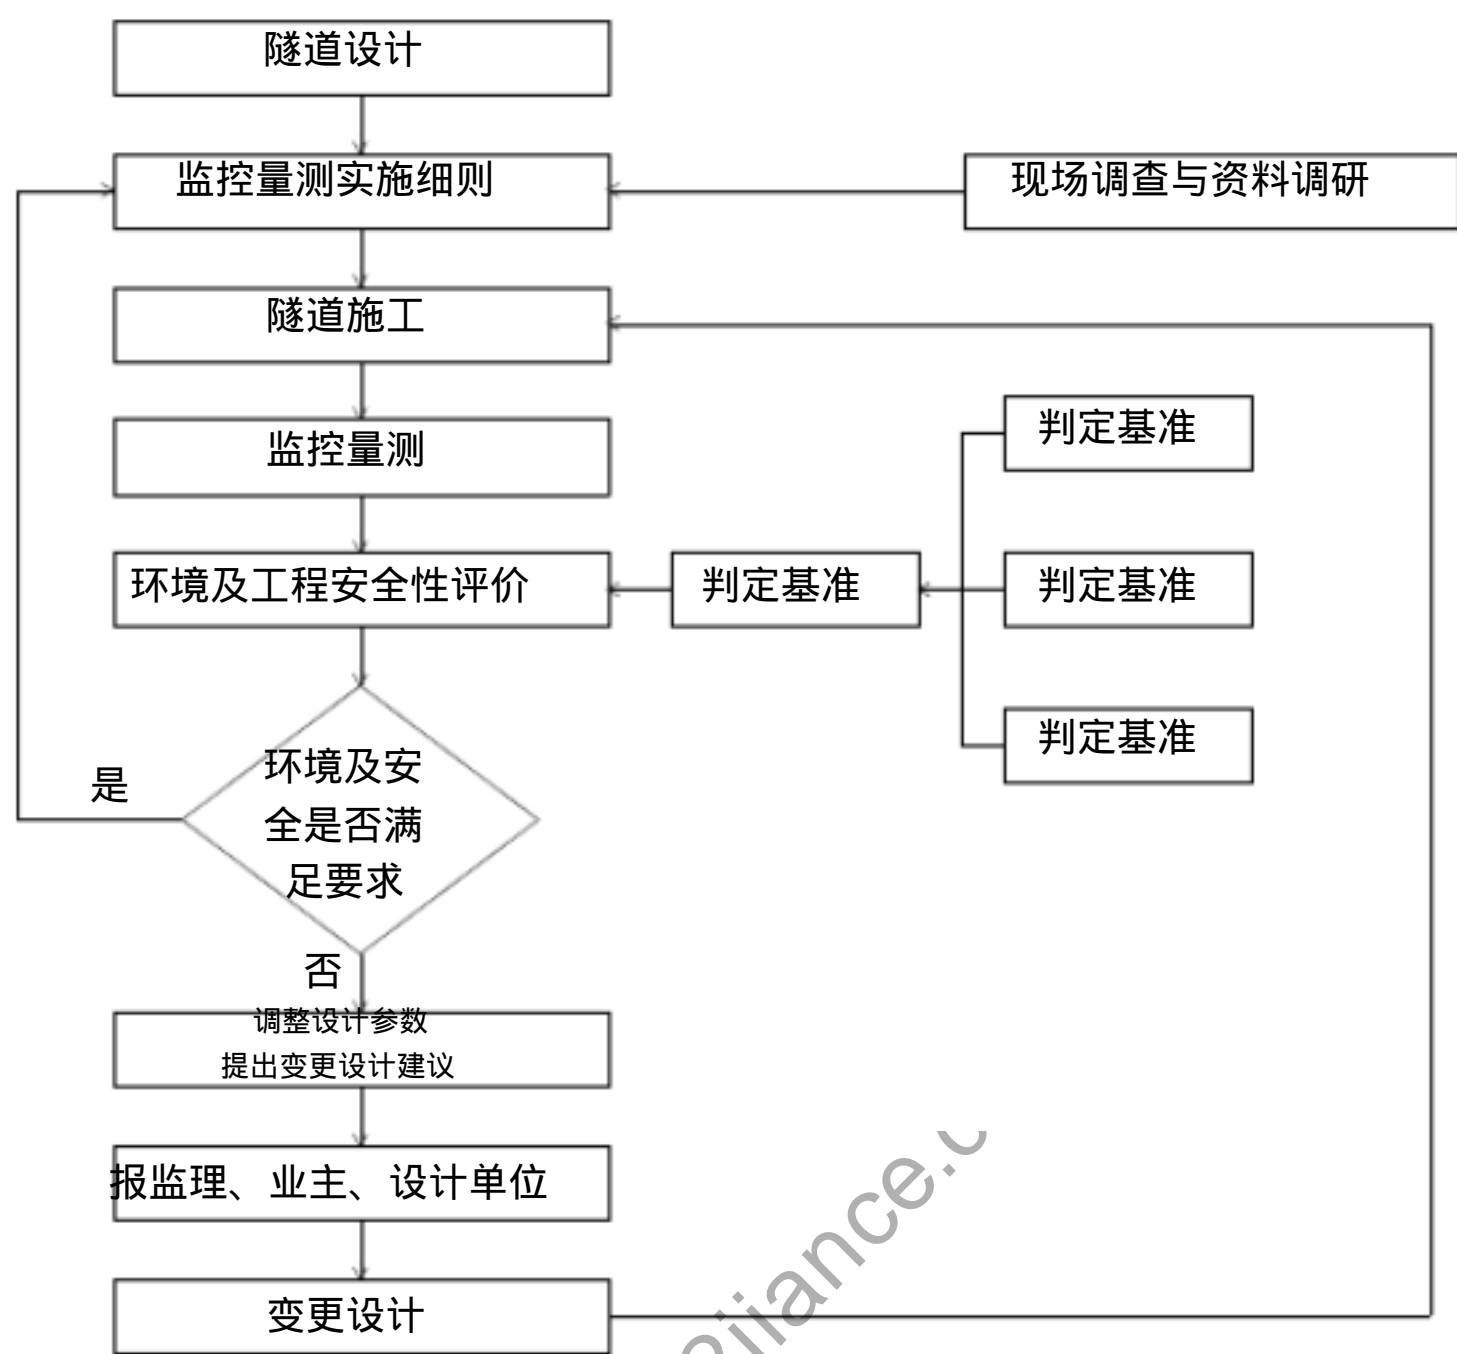 隧道设计
监控量测实施细则
现场调查与资料调研
隧道施工
判定基准
监控量测
环境及工程安全性评价
判定基准
判定基准
判定基准
是
环境及安
全是否满
足要求
否
调整设计参数
提出变更设计建议
报监理、业主、设计单位
变更设计